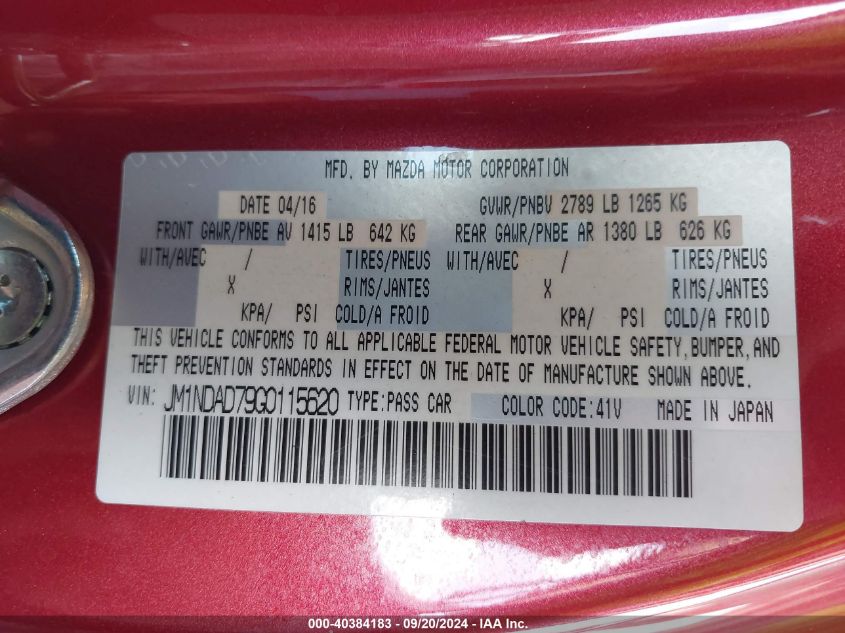 MFD. BY MAZDA MOTOR CORPORATION
DATE 04/16 GVWR/PNBV 2789 LB 1265 KG
FRONT GAWR/PNBE AV 1415 LB 642 KG REAR GAWR/PNBE AR 1380 LB 626 KG
WITH/AVEC / TIRES/PNEUS WITH/AVEC / TIRES/PNEUS
X RIMS/JANTES X RIMS/JANTES
KPA/ PSI COLD/A FROID KPA/ PSI COLD/A FROID
THIS VEHICLE CONFORMS TO ALL APPLICABLE FEDERAL MOTOR VEHICLE SAFETY, BUMPER, AND
THEFT PREVENTION STANDARDS IN EFFECT ON THE DATE OF MANUFACTURE SHOWN ABOVE.
VIN: JM1NDAD79G0115620 TYPE:PASS CAR COLOR CODE:41V MADE IN JAPAN
000-40384183 - 09/20/2024 - IAAI.com